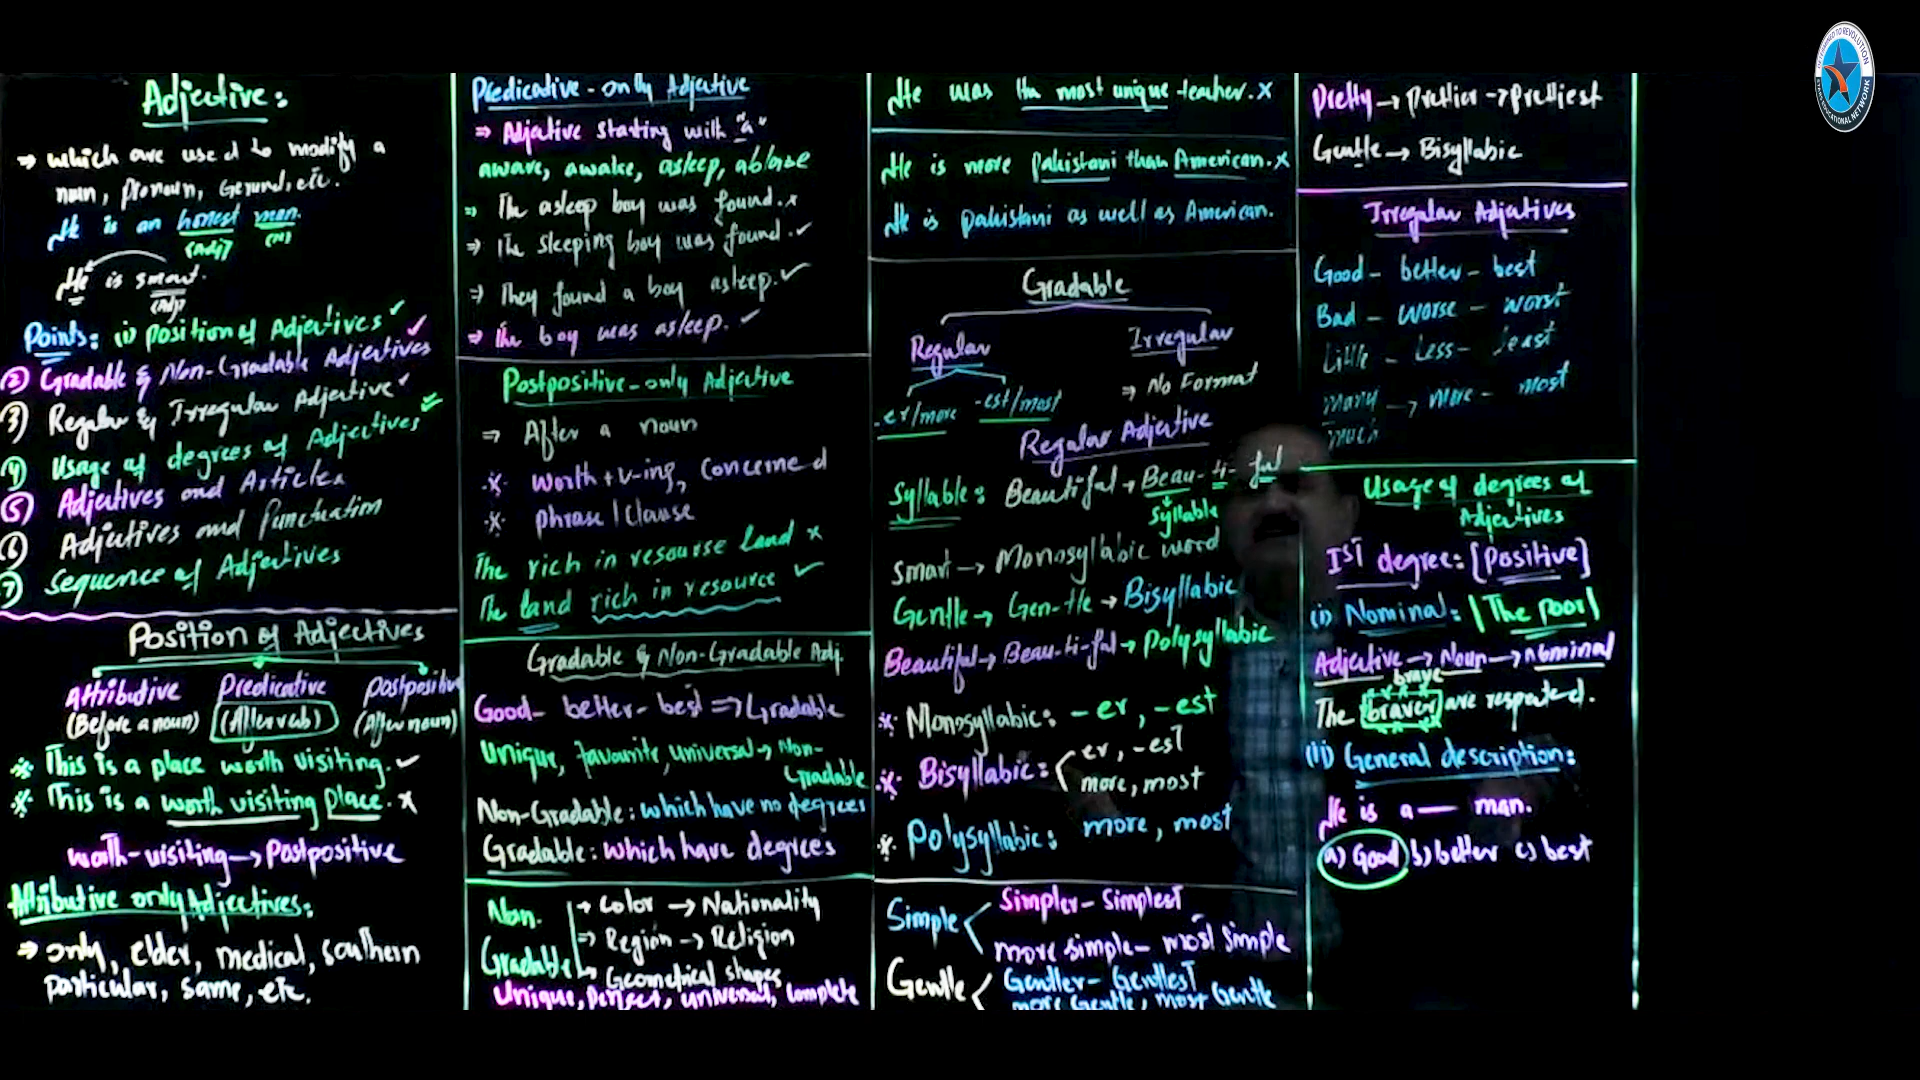 Adjective:
⇒ which are used to modify a
noun, pronoun, Gerund, etc.
He is an honest man.
(Adj) (N)
He is smart.
(Adj)
Points: (1) position of Adjectives ✓
(2) Gradable & Non-Gradable Adjectives ✓
(3) Regular & Irregular Adjective ✓
(4) Usage of degrees of Adjectives ✓
(5) Adjectives and Articles
(6) Adjectives and Punctuation
(7) Sequence of Adjectives
Position of Adjectives
Attributive Predicative Postpositive
(Before a noun) (After verb) (After noun)
* This is a place worth visiting. ✓
* This is a worth visiting place. ×
worth-visiting → Postpositive
Attributive only Adjectives:
⇒ only, elder, medical, southern
particular, same, etc.
Predicative-only Adjective
⇒ Adjective starting with "a"
aware, awake, asleep, ablaze
⇒ The asleep boy was found. ×
⇒ The sleeping boy was found. ✓
⇒ They found a boy asleep. ✓
⇒ The boy was asleep. ✓
Postpositive-only Adjective
⇒ After a noun
* worth + v-ing, concerned
* phrase / clause
The rich in resourse land ×
The land rich in resource ✓
Gradable & Non-Gradable Adj.
Good - better - best ⇒ Gradable
Unique, favourite, universal → Non-
Gradable
Non-Gradable: which have no degrees
Gradable: which have degrees
Non. → Color → Nationality
Gradable → Region → Religion
→ Geometical shapes
Unique, perfect, universal, complete
He was the most unique teacher. ×
He is more pakistani than American. ×
He is pakistani as well as American.
Gradable
Regular Irregular
-er/more -est/most ⇒ No Format
Regular Adjective
Syllable: Beautiful → Beau-ti-ful
Syllable
Smart → Monosyllabic word
Gentle → Gen-tle → Bisyllabic
Beautiful → Beau-ti-ful → Polysyllabic
* Monosyllabic: -er, -est
* Bisyllabic: er, -est
more, most
* Polysyllabic: more, most
Simple Simpler - Simplest
more simple - most simple
Gentle Gentler - Gentlest
more Gentle, most Gentle
Pretty → prettier → prettiest
Gentle → Bisyllabic
Irregular Adjectives
Good - better - best
Bad - worse - worst
Little - Less - least
many → more - most
much
Usage of degrees of
Adjectives
Ist degree: [Positive]
(i) Nominal: |The poor|
Adjective → Noun → nominal
brave
The braver are respected.
(ii) General description:
He is a — man.
a) Good b) better c) best